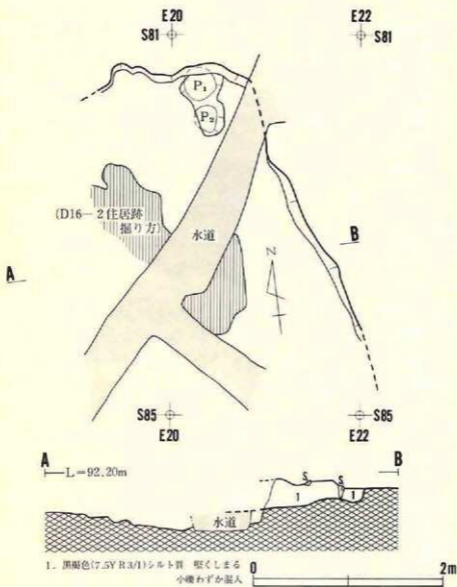 E20 E22
S81 S81
P₁
P₂
(D16-2住居跡
掘り方)
水道
B
A
N
S85 S85
E20 E22
A L=92.20m B
S S
1 1
水道
1. 黒褐色(7.5YR3/1)シルト質 堅くしまる
小礫わずか混入
0 2m